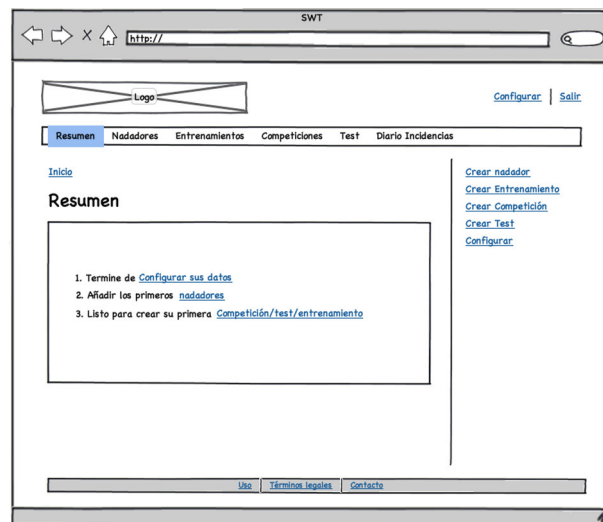 SWT
http://
Logo
Configurar Salir
Resumen Nadadores Entrenamientos Competiciones Test Diario Incidencias
Inicio
Resumen
1. Termine de Configurar sus datos
2. Añadir los primeros nadadores
3. Listo para crear su primera Competición/test/entrenamiento
Crear nadador
Crear Entrenamiento
Crear Competición
Crear Test
Configurar
Uso Términos legales Contacto